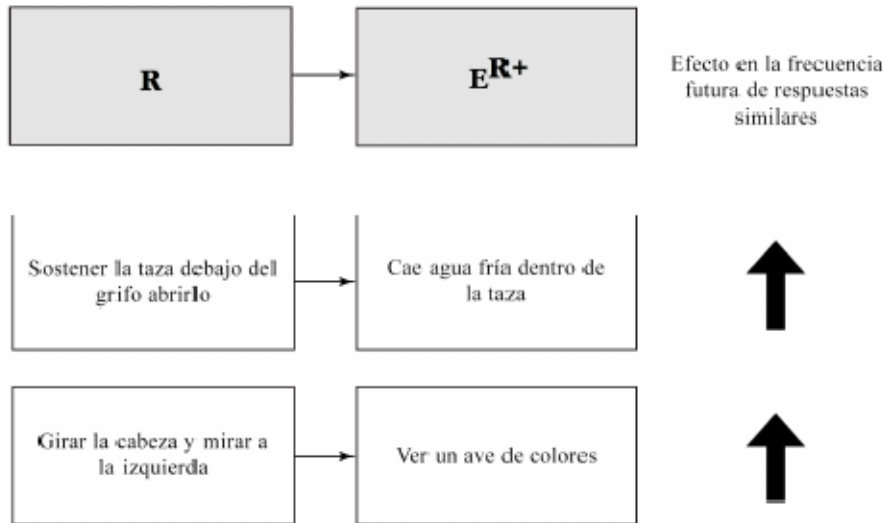 R
E^R+
Efecto en la frecuencia
futura de respuestas
similares
Sostener la taza debajo del
grifo abrirlo
Cae agua fría dentro de
la taza
Girar la cabeza y mirar a
la izquierda
Ver un ave de colores